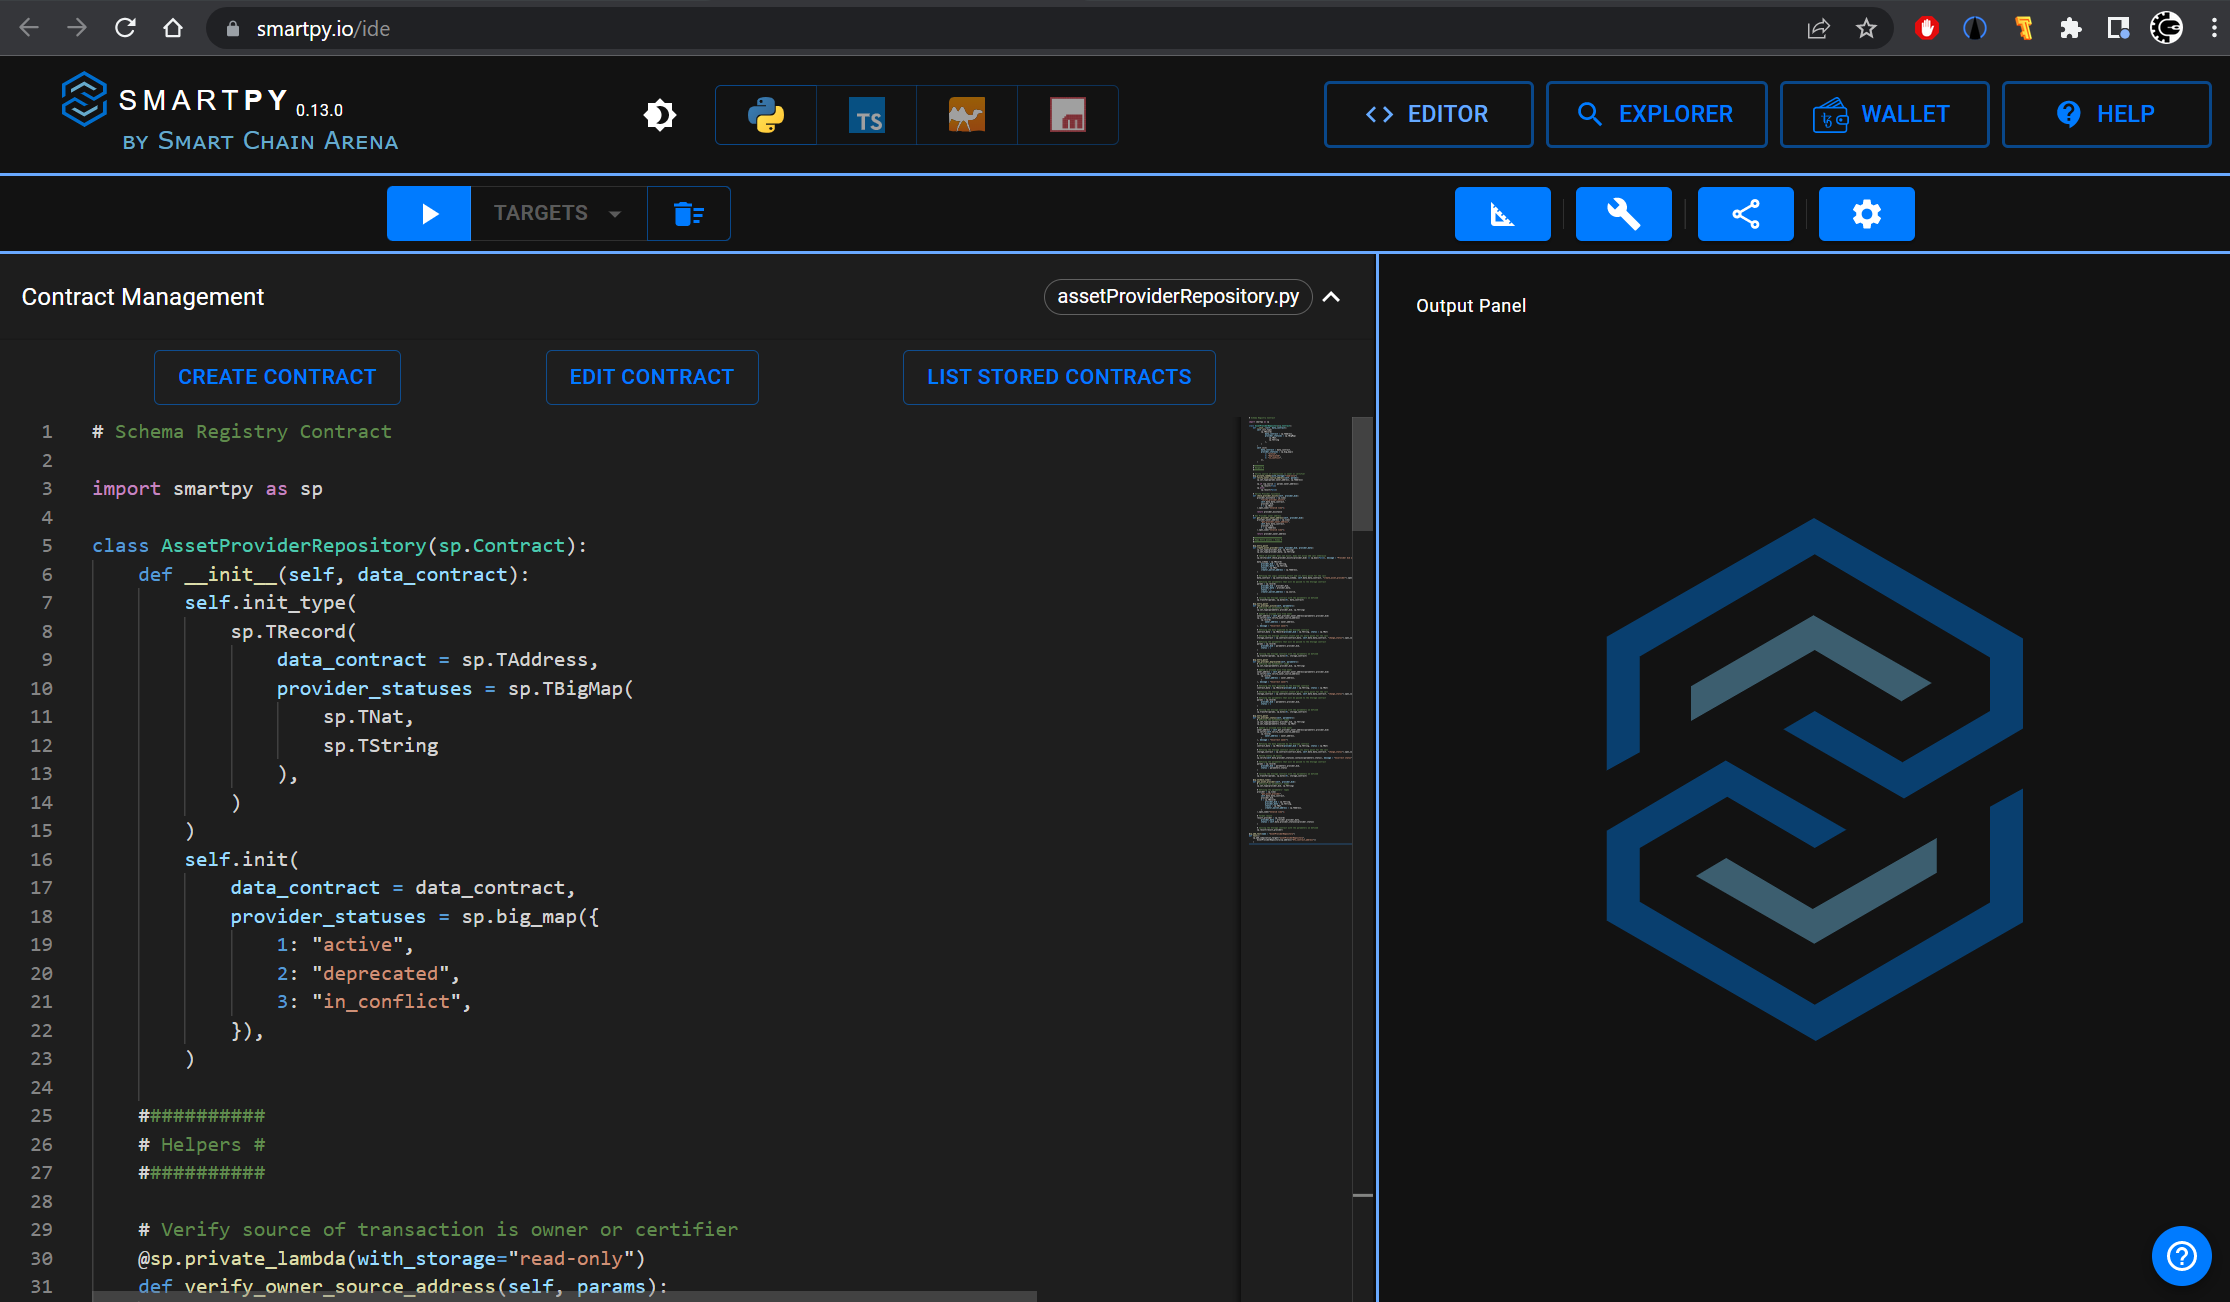 smartpy.io/ide
SMARTPY 0.13.0
BY SMART CHAIN ARENA
TS
EDITOR
EXPLORER
WALLET
HELP
TARGETS
Contract Management
assetProviderRepository.py
Output Panel
CREATE CONTRACT
EDIT CONTRACT
LIST STORED CONTRACTS
1 # Schema Registry Contract
2
3 import smartpy as sp
4
5 class AssetProviderRepository(sp.Contract):
6 def __init__(self, data_contract):
7 self.init_type(
8 sp.TRecord(
9 data_contract = sp.TAddress,
10 provider_statuses = sp.TBigMap(
11 sp.TNat,
12 sp.TString
13 ),
14 )
15 )
16 self.init(
17 data_contract = data_contract,
18 provider_statuses = sp.big_map({
19 1: "active",
20 2: "deprecated",
21 3: "in_conflict",
22 }),
23 )
24
25 ###########
26 # Helpers #
27 ###########
28
29 # Verify source of transaction is owner or certifier
30 @sp.private_lambda(with_storage="read-only")
31 def verify_owner_source_address(self, params):